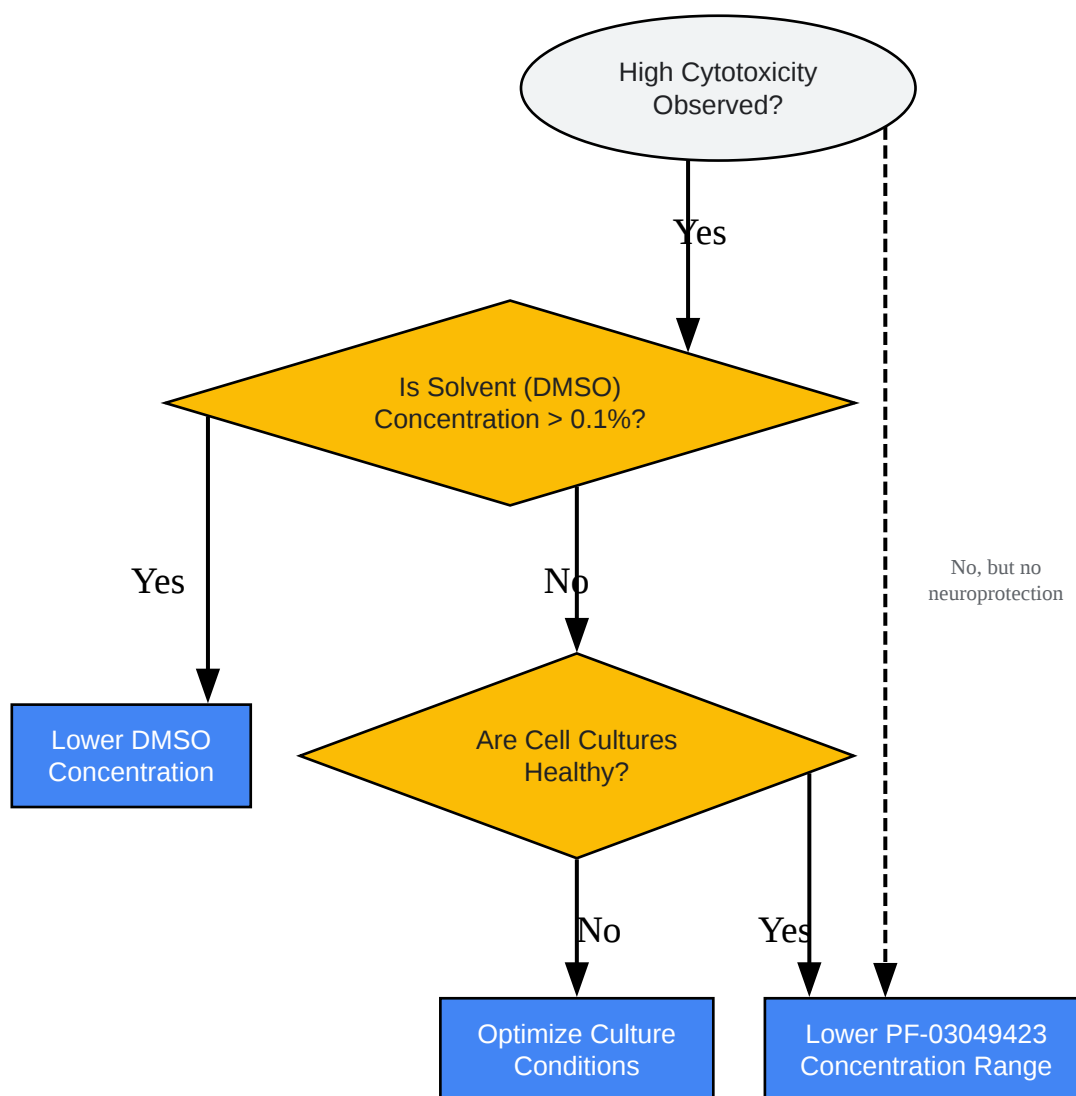 High Cytotoxicity
Observed?
Yes
Is Solvent (DMSO)
Concentration > 0.1%?
Yes
No
No, but no
neuroprotection
Lower DMSO
Concentration
Are Cell Cultures
Healthy?
No
Yes
Optimize Culture
Conditions
Lower PF-03049423
Concentration Range